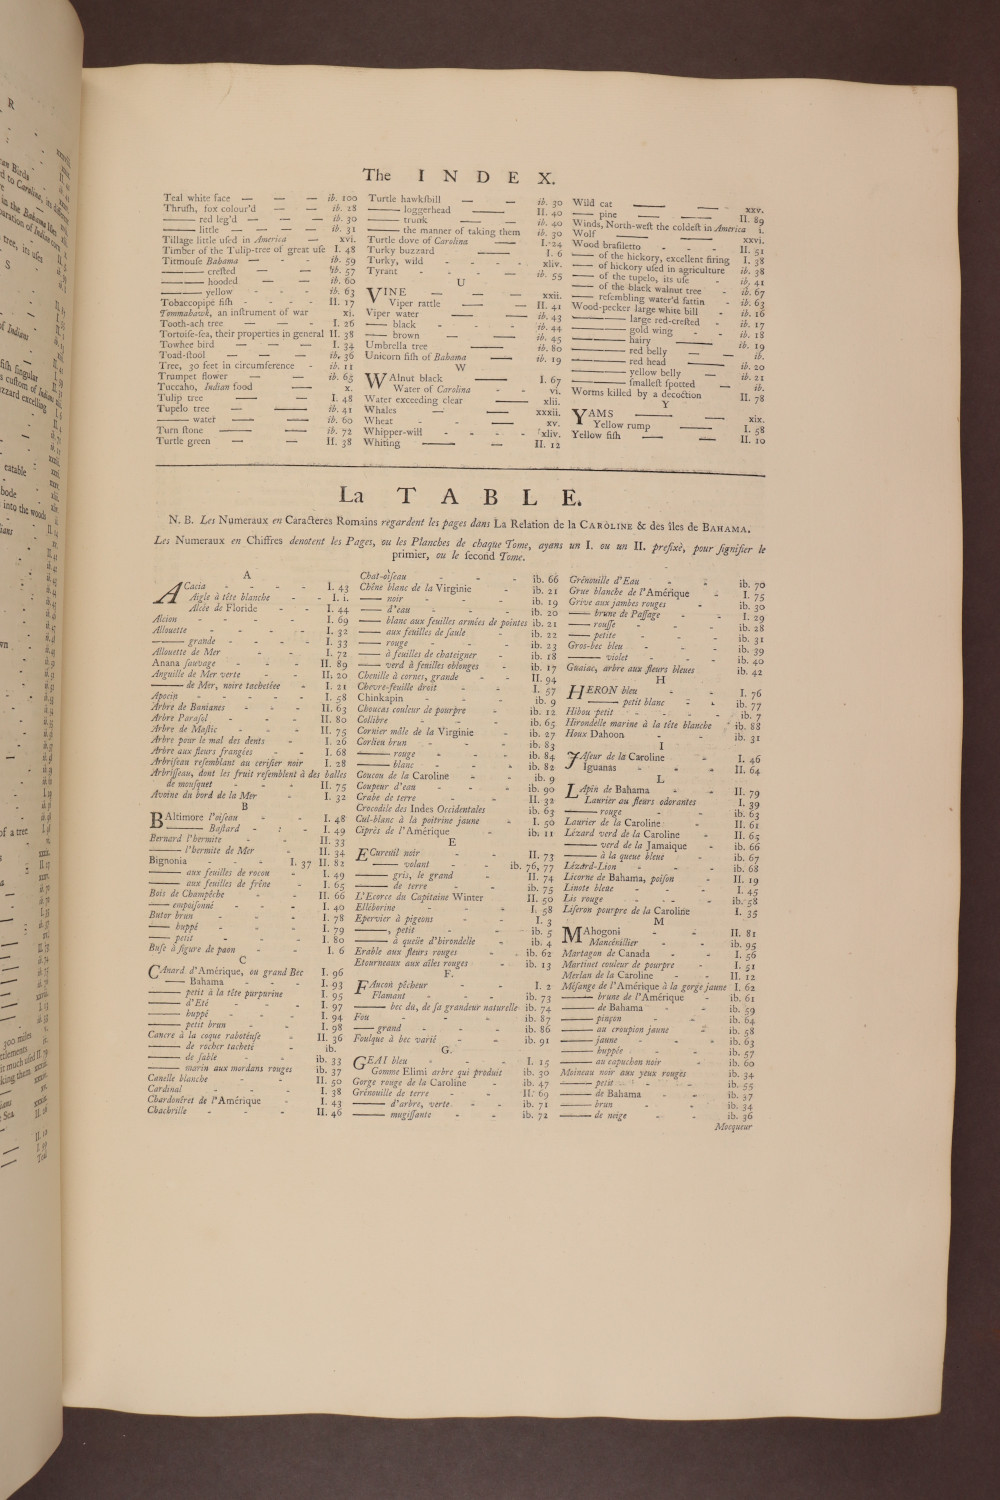 The INDEX.
Teal white face — — — ib. 100
Thrush, fox colour'd — — ib. 28
—— red leg'd — — — ib. 30
—— little — — — — ib. 31
Tillage little used in America — xvi.
Timber of the Tulip-tree of great use I. 48
Titmouse Bahama — - — ib. 59
—— crested — — ib. 57
—— hooded — — ib. 60
—— yellow - - - ib. 63
Tobaccopipe fish - - - - II. 17
Tommahawk, an instrument of war xi.
Tooth-ach tree — — - I. 26
Tortoise-sea, their properties in general II. 38
Towhee bird — — — I. 34
Toad-stool — — — ib. 36
Tree, 30 feet in circumference - ib. 11
Trumpet flower — — ib. 65
Tuccaho, Indian food — x.
Tulip tree — — I. 48
Tupelo tree — —— ib. 41
—— water —— — ib. 60
Turn stone —— —— ib. 72
Turtle green — — II. 38
Turtle hawksbill — — ib. 30
—— loggerhead —— II. 40
—— trunk — — ib. 40
—— the manner of taking them ib. 30
Turtle dove of Carolina —— I. 24
Turky buzzard —— I. 6
Turky, wild - - - - xliv.
Tyrant - - - - ib. 55
U
VINE — — — xxii.
Viper rattle — — II. 41
Viper water —— — ib. 43
—— black - - - ib. 44
—— brown — — ib. 45
Umbrella tree —— ib. 80
Unicorn fish of Bahama — ib. 19
W
WAlnut black —— I. 67
Water of Carolina - - vi.
Water exceeding clear —— xlii.
Whales — — xxxii.
Wheat - - — xv.
Whipper-will - - - - xliv.
Whiting —— — II. 12
Wild cat —— — xxv.
—— pine —— —— II. 89
Winds, North-west the coldest in America i.
Wolf —— —— xxvi.
Wood brasiletto - - - II. 51
—— of the hickory, excellent firing I. 38
—— of hickory used in agriculture ib. 38
—— of the tupelo, its use - ib. 41
—— of the black walnut tree - ib. 67
—— resembling water'd sattin - ib. 63
Wood-pecker large white bill - ib. 16
—— large red-crested - ib. 17
—— gold wing - - ib. 18
—— hairy —— ib. 19
—— red belly — — ib.
—— red head —— ib. 20
—— yellow belly — ib. 21
—— smallest spotted — ib.
Worms killed by a decoction II. 78
Y
YAMS —— — xix.
Yellow rump —— I. 58
Yellow fish —— —— II. 10
La TABLE.
N. B. Les Numeraux en Caracteres Romains regardent les pages dans La Relation de la CAROLINE & des îles de BAHAMA.
Les Numeraux en Chiffres denotent les Pages, ou les Planches de chaque Tome, ayans un I. ou un II. prefixè, pour signifier le
primier, ou le second Tome.
A
ACacia - - - - I. 43
Aigle à tête blanche - - I. i.
Alcée de Floride - - I. 44
Alcion - - - - - I. 69
Allouette - - - - I. 32
—— grande - - - I. 33
Allouette de Mer - - I. 72
Anana sauvage - - - II. 89
Anguille de Mer verte - - II. 20
—— de Mer, noire tachetêee - I. 21
Apocin - - - - - I. 58
Arbre de Banianes - - - II. 63
Arbre Parasol - - - II. 80
Arbre de Mastic - - - II. 75
Arbre pour le mal des dents - I. 26
Arbre aux fleurs frangées - - I. 68
Arbriseau resemblant au cerisier noir I. 28
Arbrisseau, dont les fruit resemblent à des balles
de mousquet - - - II. 75
Avoine du bord de la Mer - I. 32
B
BAltimore l'oiseau - - I. 48
—— Bastard - - - I. 49
Bernard l'hermite - II. 33
—— l'hermite de Mer - II. 34
Bignonia - - - I. 37 II. 82
—— aux feuilles de rocou - I. 49
—— aux feuilles de frêne - I. 65
Bois de Champêche - - II. 66
—— empoisonné - - - I. 40
Butor brun - - - I. 78
—— huppé - - - I. 79
—— petit - - - - I. 80
Buse à figure de paon - - I. 6
C
CAnard d'Amérique, ou grand Bec I. 96
—— Bahama - - - I. 93
—— petit à la tête purpurine I. 95
—— d'Eté - - - I. 97
—— huppé - - - I. 94
—— petit brun - - I. 98
Cancre à la coque raboteuse - II. 36
—— de rocher tacheté - ib.
—— de sable - - - ib. 33
—— marin aux mordans rouges ib. 37
Canelle blanche - - - II. 50
Cardinal - - - - I. 38
Chardonêret de l'Amérique - I. 43
Chacbrille - - - - II. 46
Chat-oiseau - - - ib. 66
Chêne blanc de la Virginie - ib. 21
—— noir - - - ib. 19
—— d'eau - - - - ib. 20
—— blanc aux feuilles armées de pointes ib. 21
—— aux feuilles de saule - ib. 22
—— rouge - - - ib. 23
—— à feuilles de chateigner - ib. 18
—— verd à feuilles oblonges - ib. 17
Chenille à cornes, grande - - II. 94
Chevre-feuille droit - - I. 57
Chinkapin - - - ib. 9
Choucas couleur de pourpre - ib. 12
Colibre - - - - ib. 65
Cornier mâle de la Virginie - ib. 27
Corlieu brun - - - - ib. 83
—— rouge - - - ib. 84
—— blanc - - - ib. 82
Coucou de la Caroline - - ib. 9
Coupeur d'eau - - - ib. 90
Crabe de terre - - - II. 32
Crocodile des Indes Occidentales ib. 63
Cul-blanc à la poitrine jaune - I. 50
Ciprès de l'Amérique - - ib. 11
E
ECureuil noir - - II. 73
—— volant - - ib. 76, 77
—— gris, le grand - II. 74
—— de terre - - - ib. 75
L'Ecorce du Capitaine Winter II. 50
Elléborine - - - - I. 58
Epervier à pigeons - - I. 3
——, petit - - - ib. 5
—— à queüe d'hirondelle - ib. 4
Erable aux fleurs rouges - ib. 62
Etourneaux aux aîles rouges - ib. 13
F.
FAucon pêcheur - - I. 2
Flamant - - - - ib. 73
—— bec du, de sa grandeur naturelle ib. 74
Fou - - - - ib. 87
—— grand - - - - ib. 86
Foulque à bec varié - - ib. 91
G.
GEAI bleu - - - - I. 15
Gomme Elimi arbre qui produit ib. 30
Gorge rouge de la Caroline - ib. 47
Grénouille de terre - - II. 69
—— d'arbre, verte - - ib. 71
—— mugissante - - ib. 72
Grénouille d'Eau - - ib. 70
Grue blanche de l'Amérique - I. 75
Grive aux jambes rouges - ib. 30
—— brune de Passage - - I. 29
—— rousse - - - ib. 28
—— petite - - - ib. 31
Gros-bec bleu - - - ib. 39
—— violet - - - ib. 40
Guaiac, arbre aux fleurs bleues ib. 42
H
HERON bleu - - I. 76
—— petit blanc - - ib. 77
Hibou petit - - - ib. 7
Hirondelle marine à la tête blanche ib. 88
Houx Dahoon - - ib. 31
I
JAseur de la Caroline - I. 46
Iguanas - - - II. 64
L
LApin de Bahama - - II. 79
Laurier au fleurs odorantes I. 39
—— rouge - - ib. 63
Laurier de la Caroline - II. 61
Lézard verd de la Caroline - II. 65
—— verd de la Jamaique - ib. 66
—— à la queue bleue - ib. 67
Lézard-Lion - - - - ib. 68
Licorne de Bahama, poison - II. 19
Linote bleue - - - I. 45
Lis rouge - - - ib. 58
Liseron pourpre de la Caroline I. 35
M
MAhogoni - - II. 81
Mancénillier - - ib. 95
Martagon de Canada - - I. 56
Martinet couleur de pourpre - I. 51
Merlan de la Caroline - - II. 12
Mésange de l'Amérique à la gorge jaune I. 62
—— brune de l'Amérique - ib. 61
—— de Bahama - - ib. 59
—— pinçon - - - ib. 64
—— au croupion jaune - ib. 58
—— jaune - - - ib. 63
—— huppée - - - ib. 57
—— au capuchon noir - ib. 60
Moineau noir aux yeux rouges ib. 34
—— petit - - - ib. 55
—— de Bahama - - ib. 37
—— brun - - - ib. 34
—— de neige - - ib. 36
Mocqueur